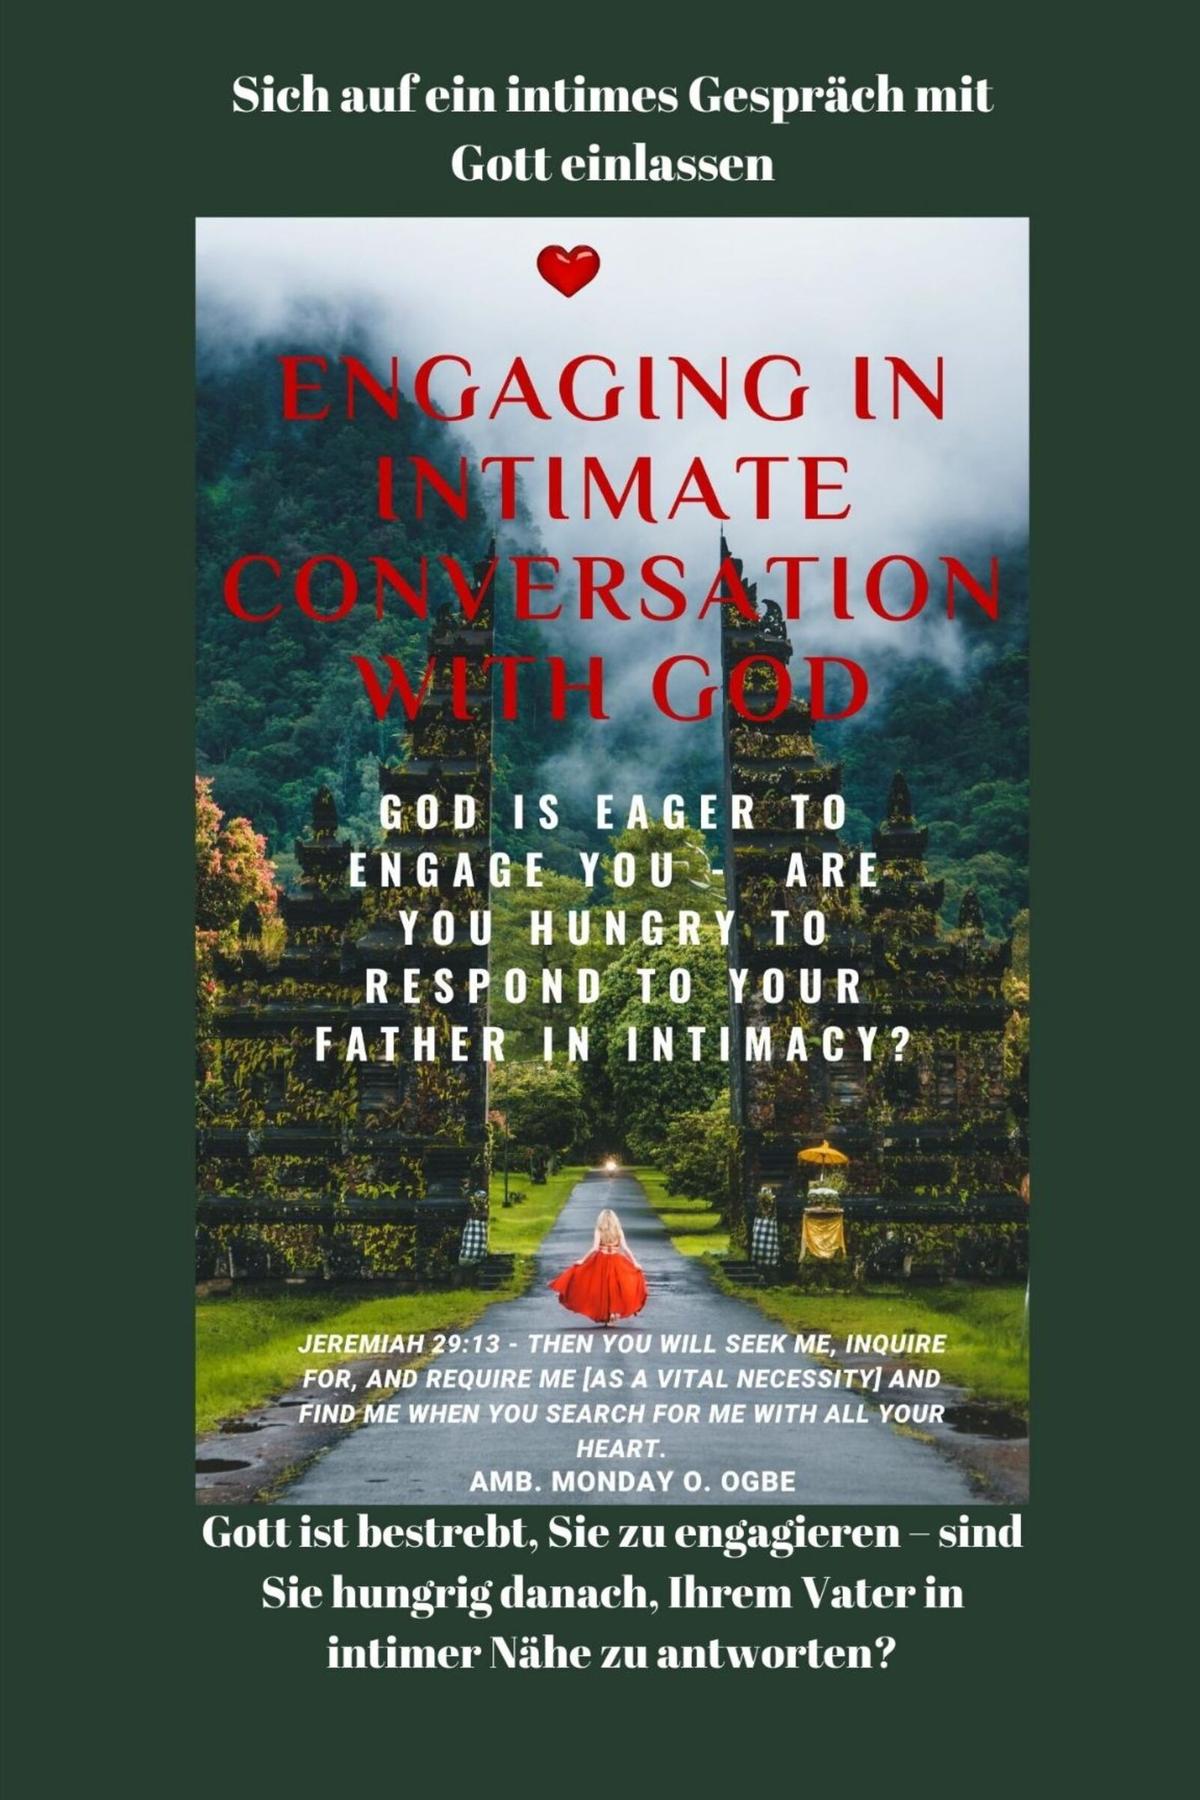 Sich auf ein intimes Gespräch mit
Gott einlassen
ENGAGING IN
INTIMATE
CONVERSATION
WITH GOD
GOD IS EAGER TO
ENGAGE YOU - ARE
YOU HUNGRY TO
RESPOND TO YOUR
FATHER IN INTIMACY?
JEREMIAH 29:13 - THEN YOU WILL SEEK ME, INQUIRE
FOR, AND REQUIRE ME [AS A VITAL NECESSITY] AND
FIND ME WHEN YOU SEARCH FOR ME WITH ALL YOUR
HEART.
AMB. MONDAY O. OGBE
Gott ist bestrebt, Sie zu engagieren – sind
Sie hungrig danach, Ihrem Vater in
intimer Nähe zu antworten?